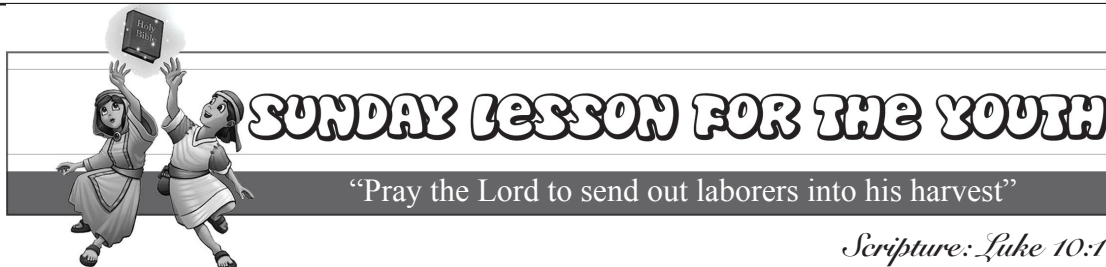 Holy
Bible
SUNDAY LESSON FOR THE YOUTH
“Pray the Lord to send out laborers into his harvest”
Scripture: Luke 10:1